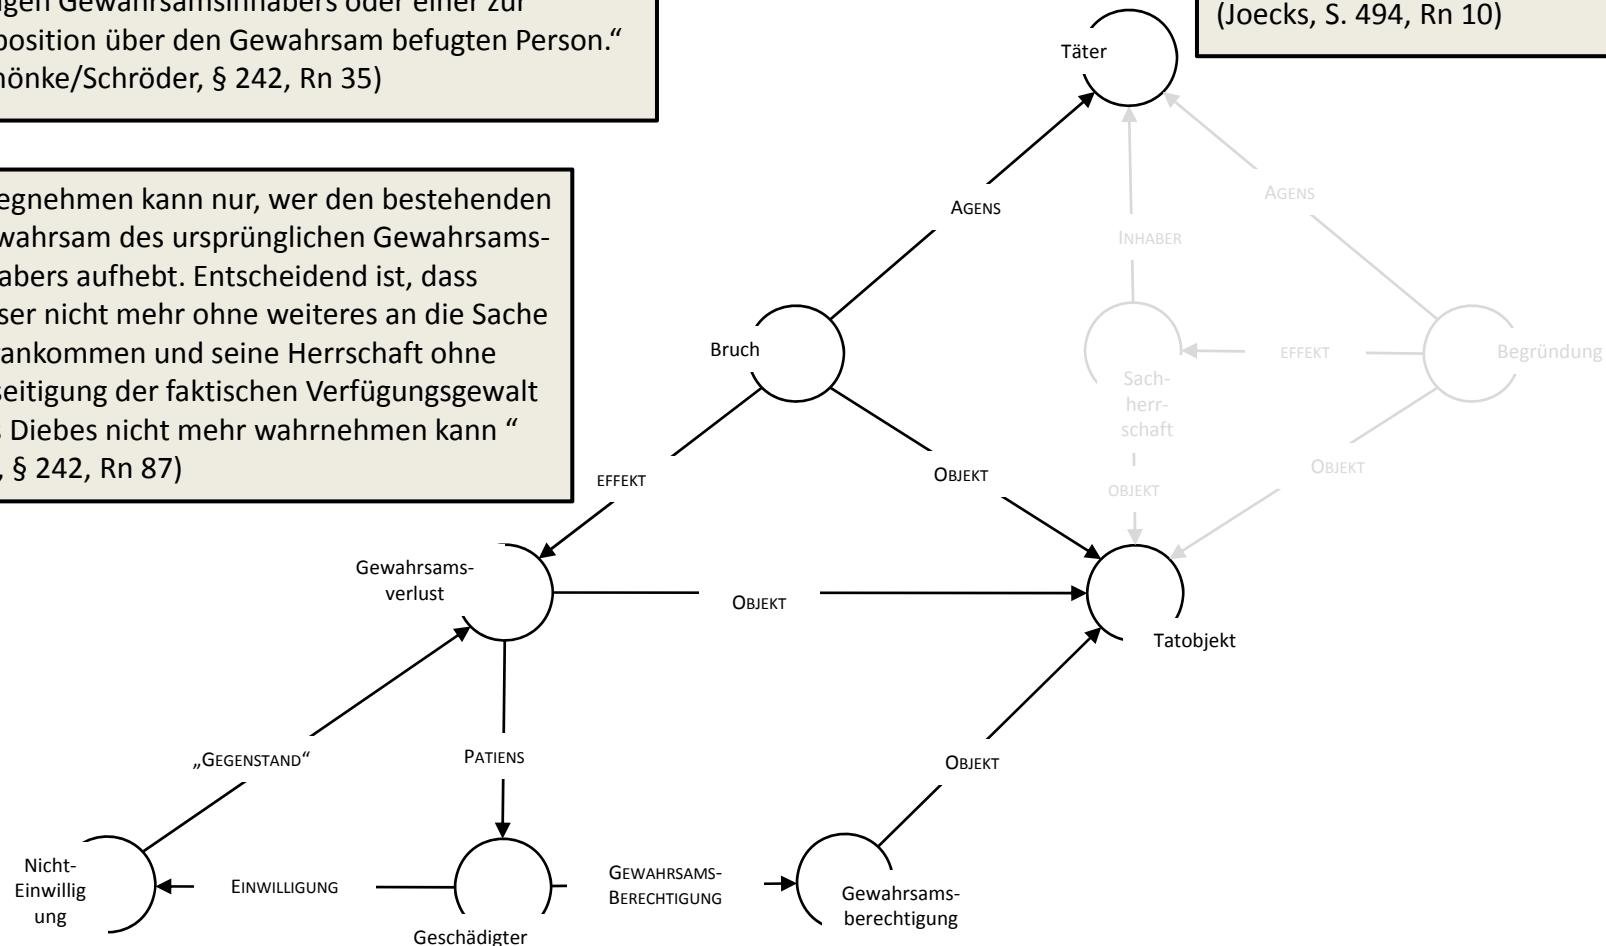 igen Gewahrsamsinhabers oder einer zur
position über den Gewahrsam befugten Person.“
hönke/Schröder, § 242, Rn 35)
(Joecks, S. 494, Rn 10)
egnehmen kann nur, wer den bestehenden
wahrsam des ursprünglichen Gewahrsams-
abers aufhebt. Entscheidend ist, dass
ser nicht mehr ohne weiteres an die Sache
rankommen und seine Herrschaft ohne
seitigung der faktischen Verfügungsgewalt
s Diebes nicht mehr wahrnehmen kann “
, § 242, Rn 87)
Täter
AGENS
AGENS
INHABER
Bruch
EFFEKT
Begründung
Sach-
herr-
schaft
EFFEKT
OBJEKT
OBJEKT
OBJEKT
Gewahrsams-
verlust
OBJEKT
Tatobjekt
„GEGENSTAND“
PATIENS
OBJEKT
Nicht-
Einwillig
ung
EINWILLIGUNG
Geschädigter
GEWAHRSAMS-
BERECHTIGUNG
Gewahrsams-
berechtigung